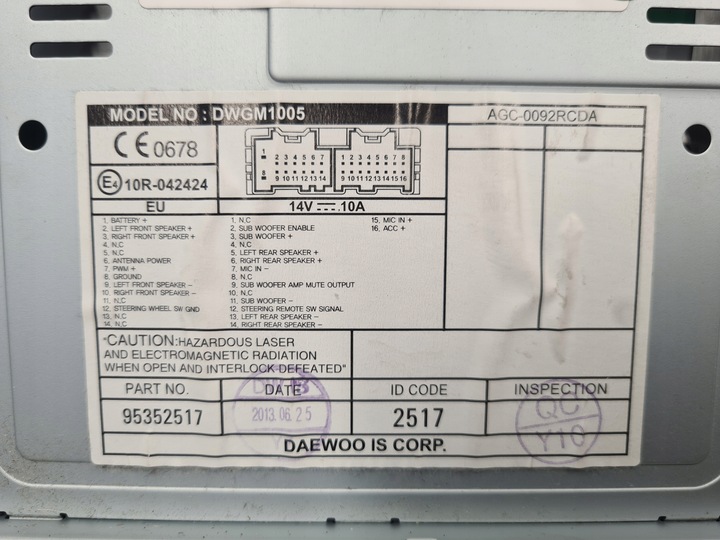 MODEL NO : DWGM1005
AGC-0092RCDA
CE 0678
E4 10R-042424
1 2 3 4 5 6 7
8 9 10 11 12 13 14
1 2 3 4 5 6 7 8
9 10 11 12 13 14 15 16
EU
14V 10A
1. BATTERY +
2. LEFT FRONT SPEAKER +
3. RIGHT FRONT SPEAKER +
4. N.C
5. N.C
6. ANTENNA POWER
7. PWM +
8. GROUND
9. LEFT FRONT SPEAKER -
10. RIGHT FRONT SPEAKER -
11. N.C
12. STEERING WHEEL SW GND
13. N.C
14. N.C
1. N.C
2. SUB WOOFER ENABLE
3. SUB WOOFER +
4. N.C
5. LEFT REAR SPEAKER +
6. RIGHT REAR SPEAKER +
7. MIC IN -
8. N.C
9. SUB WOOFER AMP MUTE OUTPUT
10. N.C
11. SUB WOOFER -
12. STEERING REMOTE SW SIGNAL
13. LEFT REAR SPEAKER -
14. RIGHT REAR SPEAKER -
15. MIC IN +
16. ACC +
"CAUTION:HAZARDOUS LASER
AND ELECTROMAGNETIC RADIATION
WHEN OPEN AND INTERLOCK DEFEATED"
PART NO.
DATE
ID CODE
INSPECTION
95352517
2013.06.25
2517
QC
Y10
DAEWOO IS CORP.